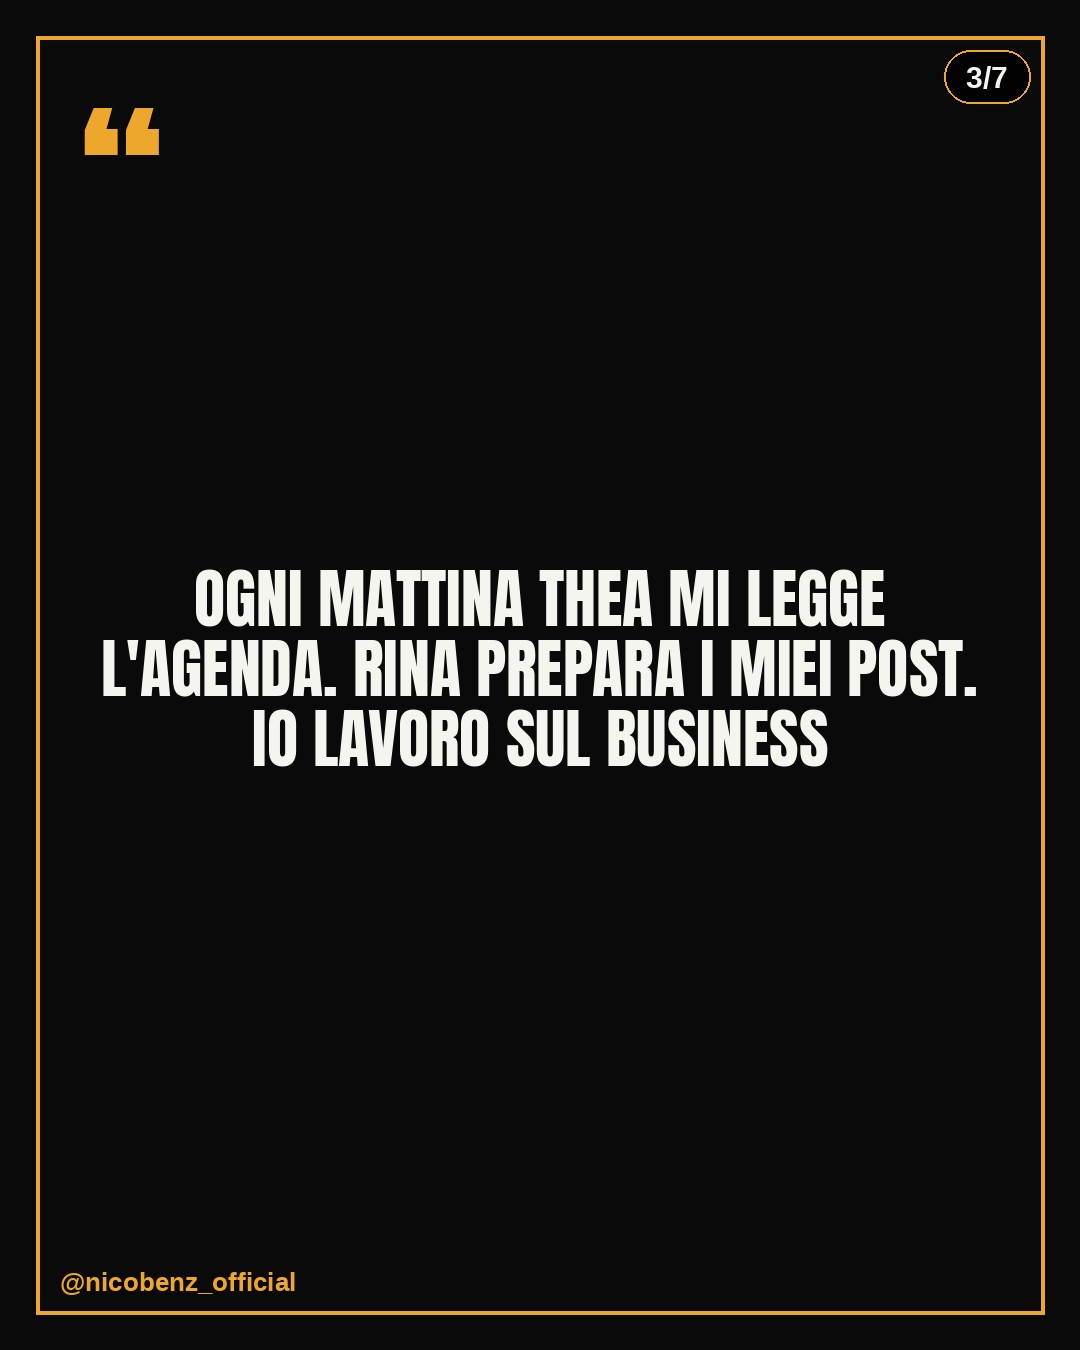 3/7
“
OGNI MATTINA THEA MI LEGGE
L'AGENDA. RINA PREPARA I MIEI POST.
IO LAVORO SUL BUSINESS
@nicobenz_official